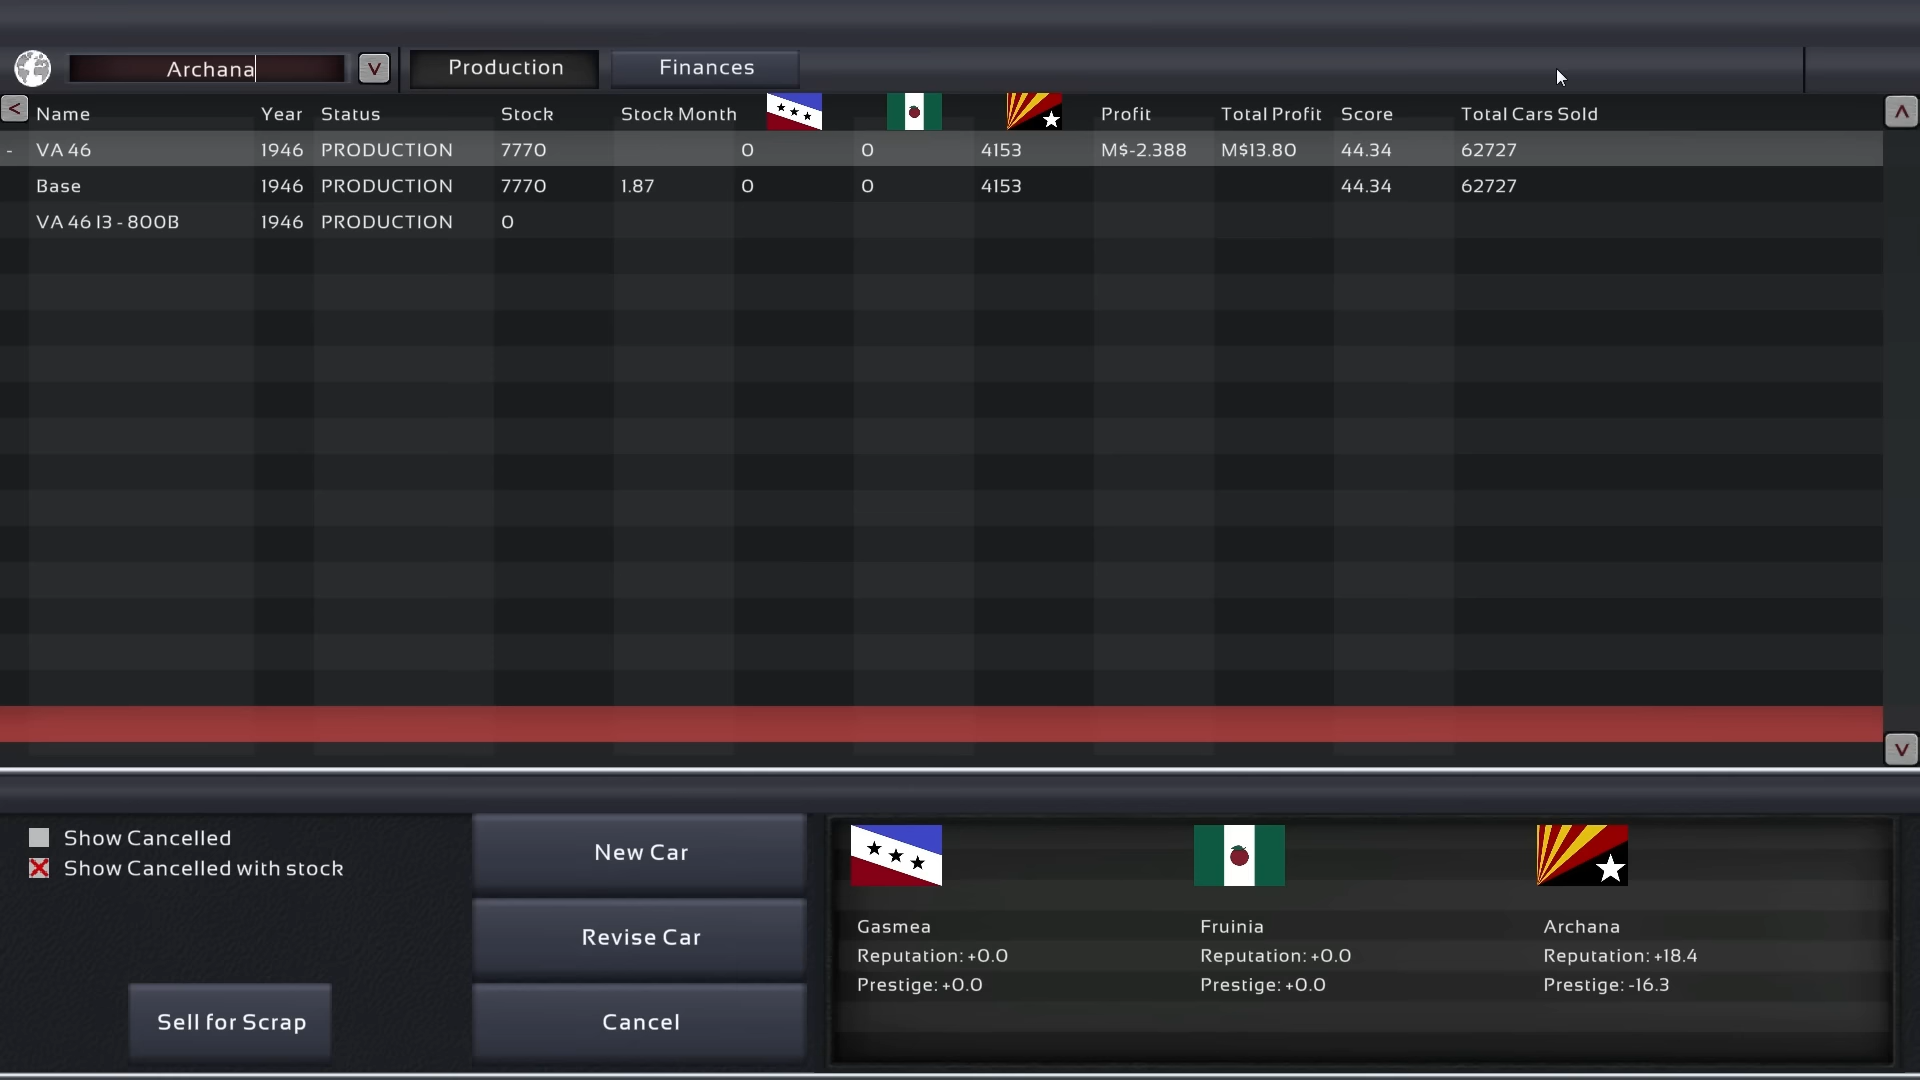 Archana V Production Finances
< Name Year Status Stock Stock Month Profit Total Profit Score Total Cars Sold
- VA 46 1946 PRODUCTION 7770 0 0 4153 M$-2.388 M$13.80 44.34 62727
Base 1946 PRODUCTION 7770 1.87 0 0 4153 44.34 62727
VA 46 I3 - 800B 1946 PRODUCTION 0
Show Cancelled
Show Cancelled with stock
Sell for Scrap
New Car
Revise Car
Cancel
Gasmea
Reputation: +0.0
Prestige: +0.0
Fruinia
Reputation: +0.0
Prestige: +0.0
Archana
Reputation: +18.4
Prestige: -16.3